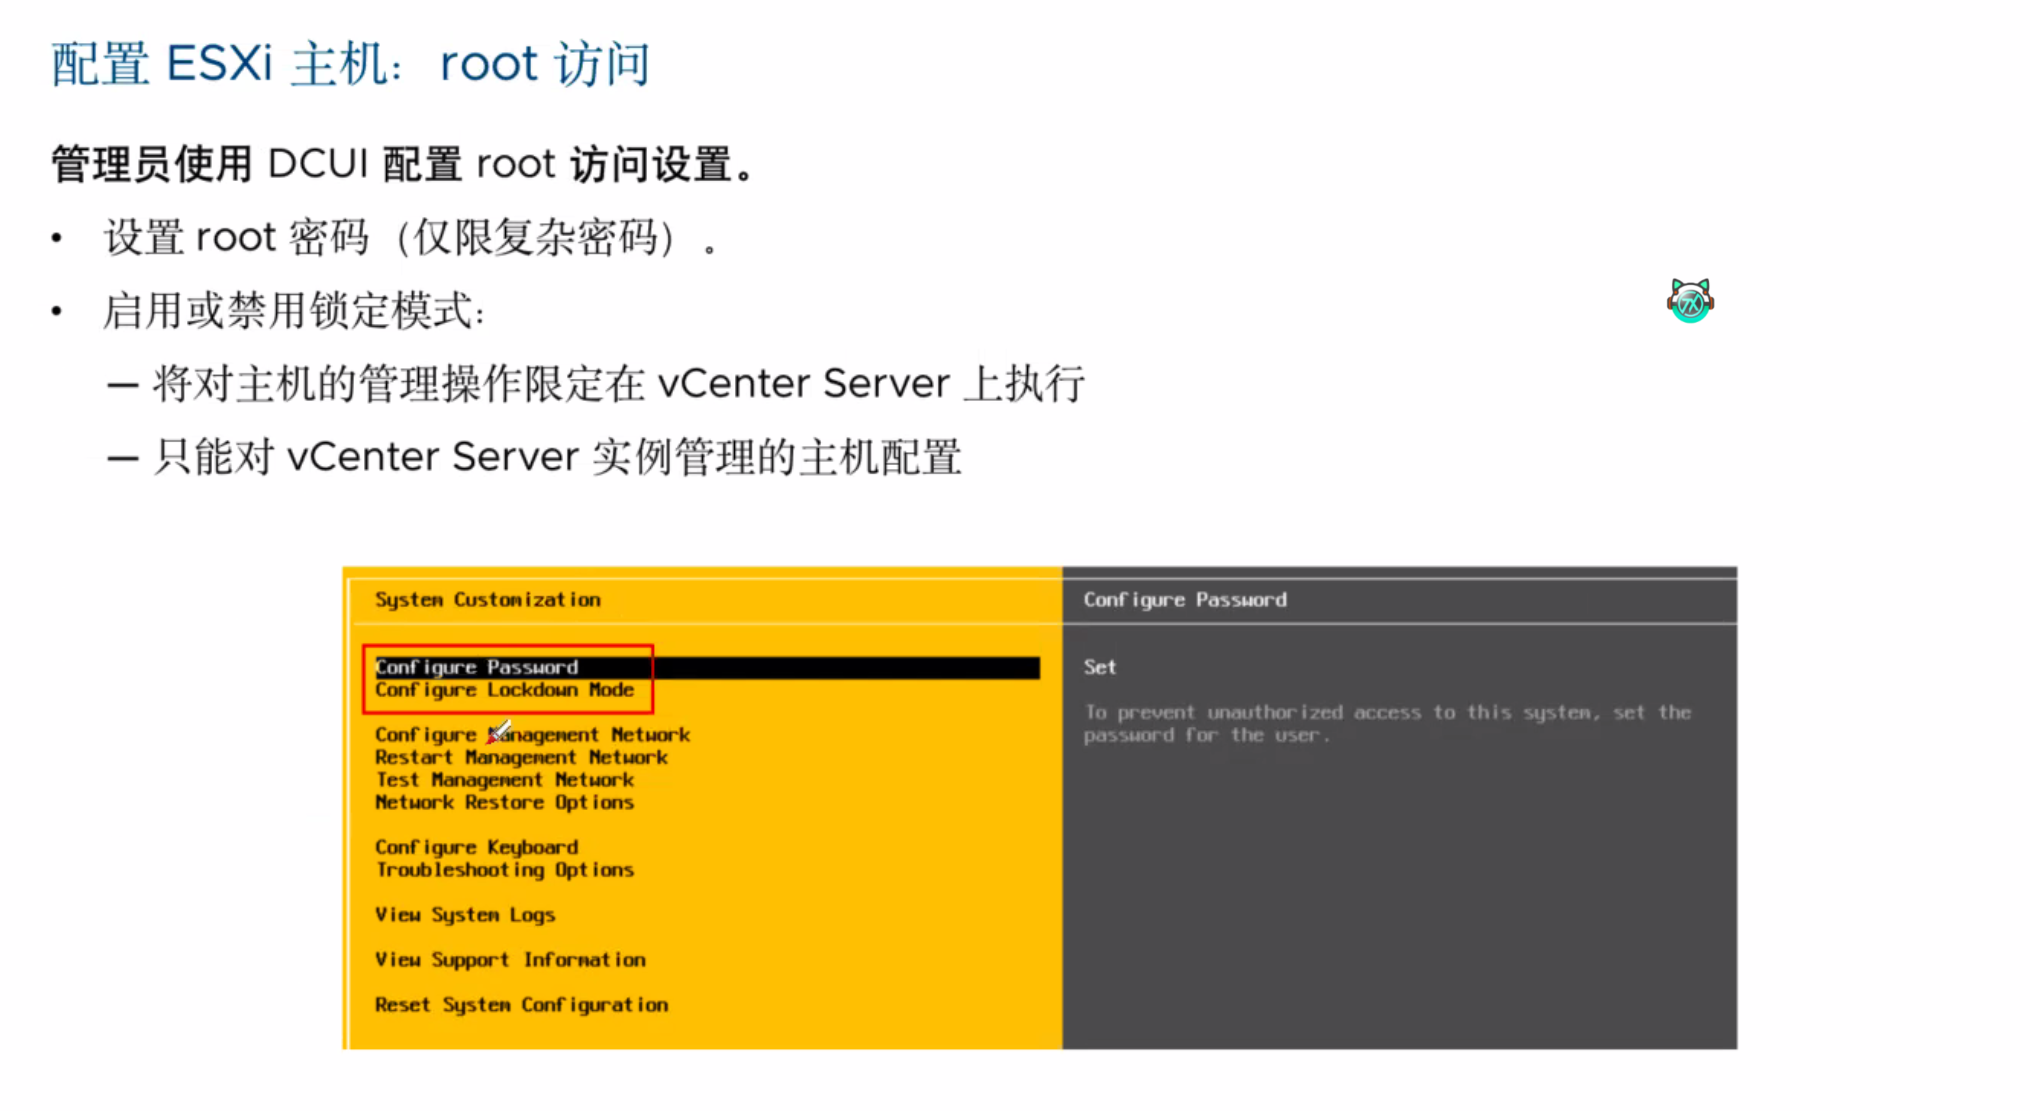 配置 ESXi 主机： root 访问
管理员使用 DCUI 配置 root 访问设置。
• 设置 root 密码（仅限复杂密码）。
• 启用或禁用锁定模式：
— 将对主机的管理操作限定在 vCenter Server 上执行
— 只能对 vCenter Server 实例管理的主机配置
System Customization
Configure Password
Configure Lockdown Mode
Configure Management Network
Restart Management Network
Test Management Network
Network Restore Options
Configure Keyboard
Troubleshooting Options
View System Logs
View Support Information
Reset System Configuration
Configure Password
Set
To prevent unauthorized access to this system, set the
password for the user.